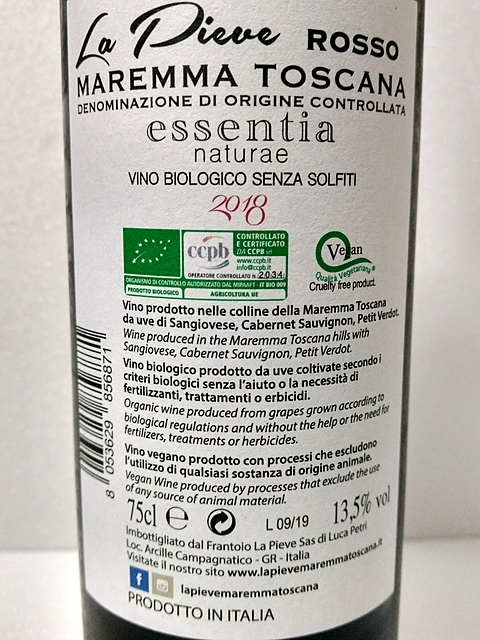 La Pieve ROSSO
MAREMMA TOSCANA
DENOMINAZIONE DI ORIGINE CONTROLLATA
essentia
naturae
VINO BIOLOGICO SENZA SOLFITI
2018
ccpb
CONTROLLATO
E CERTIFICATO
DA CCPB srl
www.ccpb.it
info@ccpb.it
OPERATORE CONTROLLATO N. 2034
ORGANISMO DI CONTROLLO AUTORIZZATO DAL MIPAAFT - IT BIO 009
PRODOTTO BIOLOGICO AGRICOLTURA UE
Vegan
Qualità Vegetariana ®
Cruelty free product.
Vino prodotto nelle colline della Maremma Toscana
da uve di Sangiovese, Cabernet Sauvignon, Petit Verdot.
Wine produced in the Maremma Toscana hills with
Sangiovese, Cabernet Sauvignon, Petit Verdot.
Vino biologico prodotto da uve coltivate secondo i
criteri biologici senza l'aiuto o la necessità di
fertilizzanti, trattamenti o erbicidi.
Organic wine produced from grapes grown according to
biological regulations and without the help or the need for
fertilizers, treatments or herbicides.
Vino vegano prodotto con processi che escludono
l'utilizzo di qualsiasi sostanza di origine animale.
Vegan Wine produced by processes that exclude the use
of any source of animal material.
8 053629 856871
75cl e L 09/19 13,5% vol
Imbottigliato dal Frantoio La Pieve Sas di Luca Petri
Loc. Arcille Campagnatico - GR - Italia
Visitate il nostro sito www.lapievemaremmatoscana.it
f lapievemaremmatoscana
PRODOTTO IN ITALIA